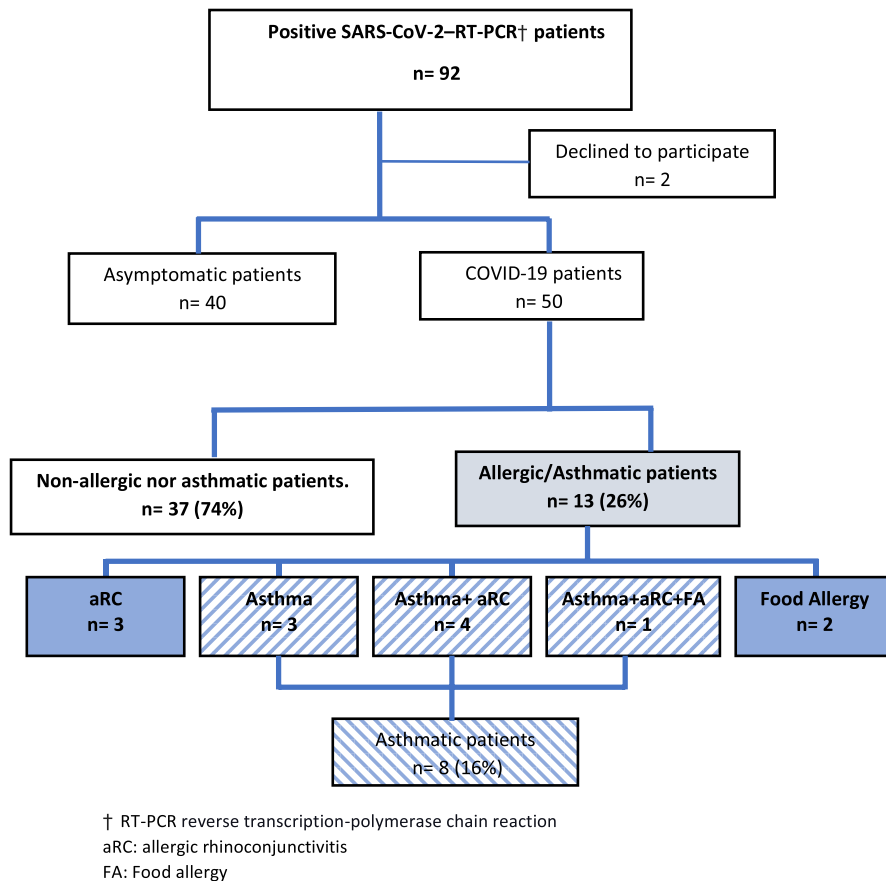 Positive SARS-CoV-2–RT-PCR† patients
n= 92
Declined to participate
n= 2
Asymptomatic patients
n= 40
COVID-19 patients
n= 50
Non-allergic nor asthmatic patients.
n= 37 (74%)
Allergic/Asthmatic patients
n= 13 (26%)
aRC
n= 3
Asthma
n= 3
Asthma+ aRC
n= 4
Asthma+aRC+FA
n= 1
Food Allergy
n= 2
Asthmatic patients
n= 8 (16%)
† RT-PCR reverse transcription-polymerase chain reaction
aRC: allergic rhinoconjunctivitis
FA: Food allergy